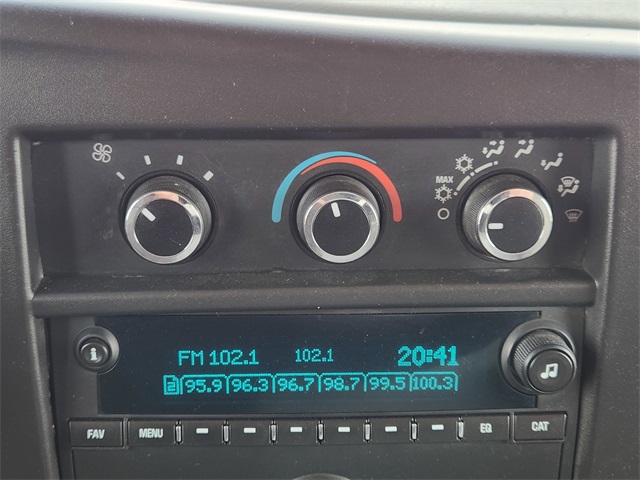 MAX
FM 102.1 102.1 20:41
2 95.9 96.3 96.7 98.7 99.5 100.3
FAV MENU EQ CAT